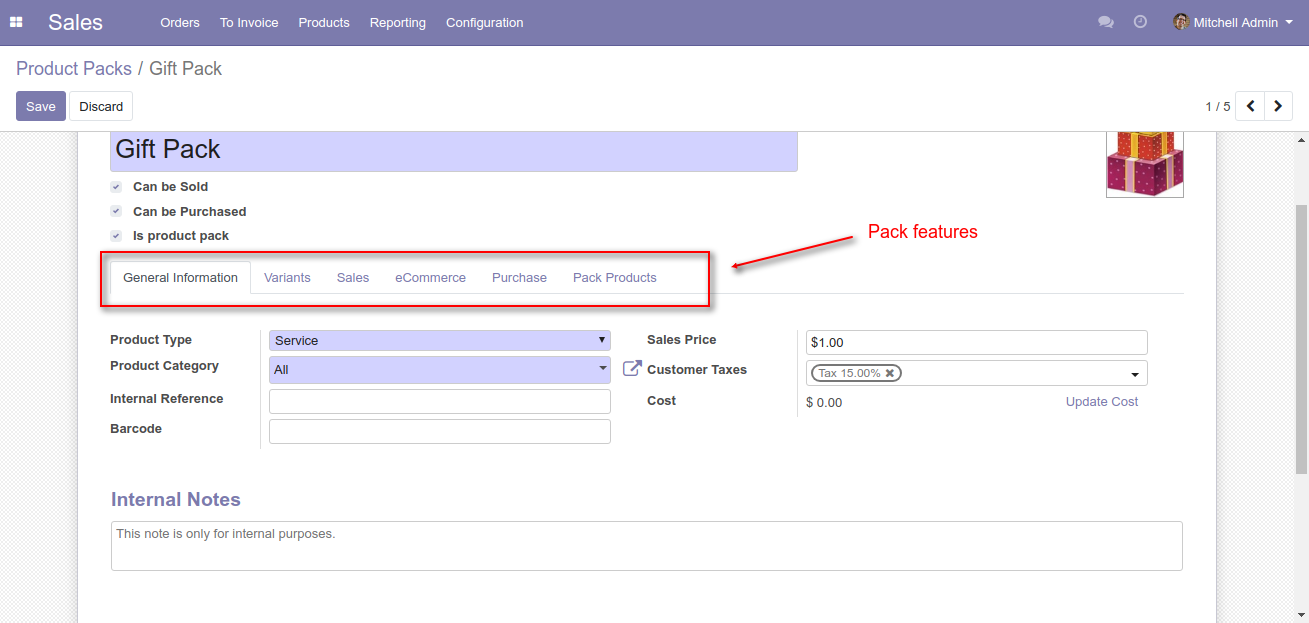 Sales Orders To Invoice Products Reporting Configuration Mitchell Admin
Product Packs / Gift Pack
Save Discard 1 / 5
Gift Pack
Can be Sold
Can be Purchased
Is product pack
Pack features
General Information Variants Sales eCommerce Purchase Pack Products
Product Type Service Sales Price $1.00
Product Category All Customer Taxes Tax 15.00% ✖
Internal Reference Cost $ 0.00 Update Cost
Barcode
Internal Notes
This note is only for internal purposes.